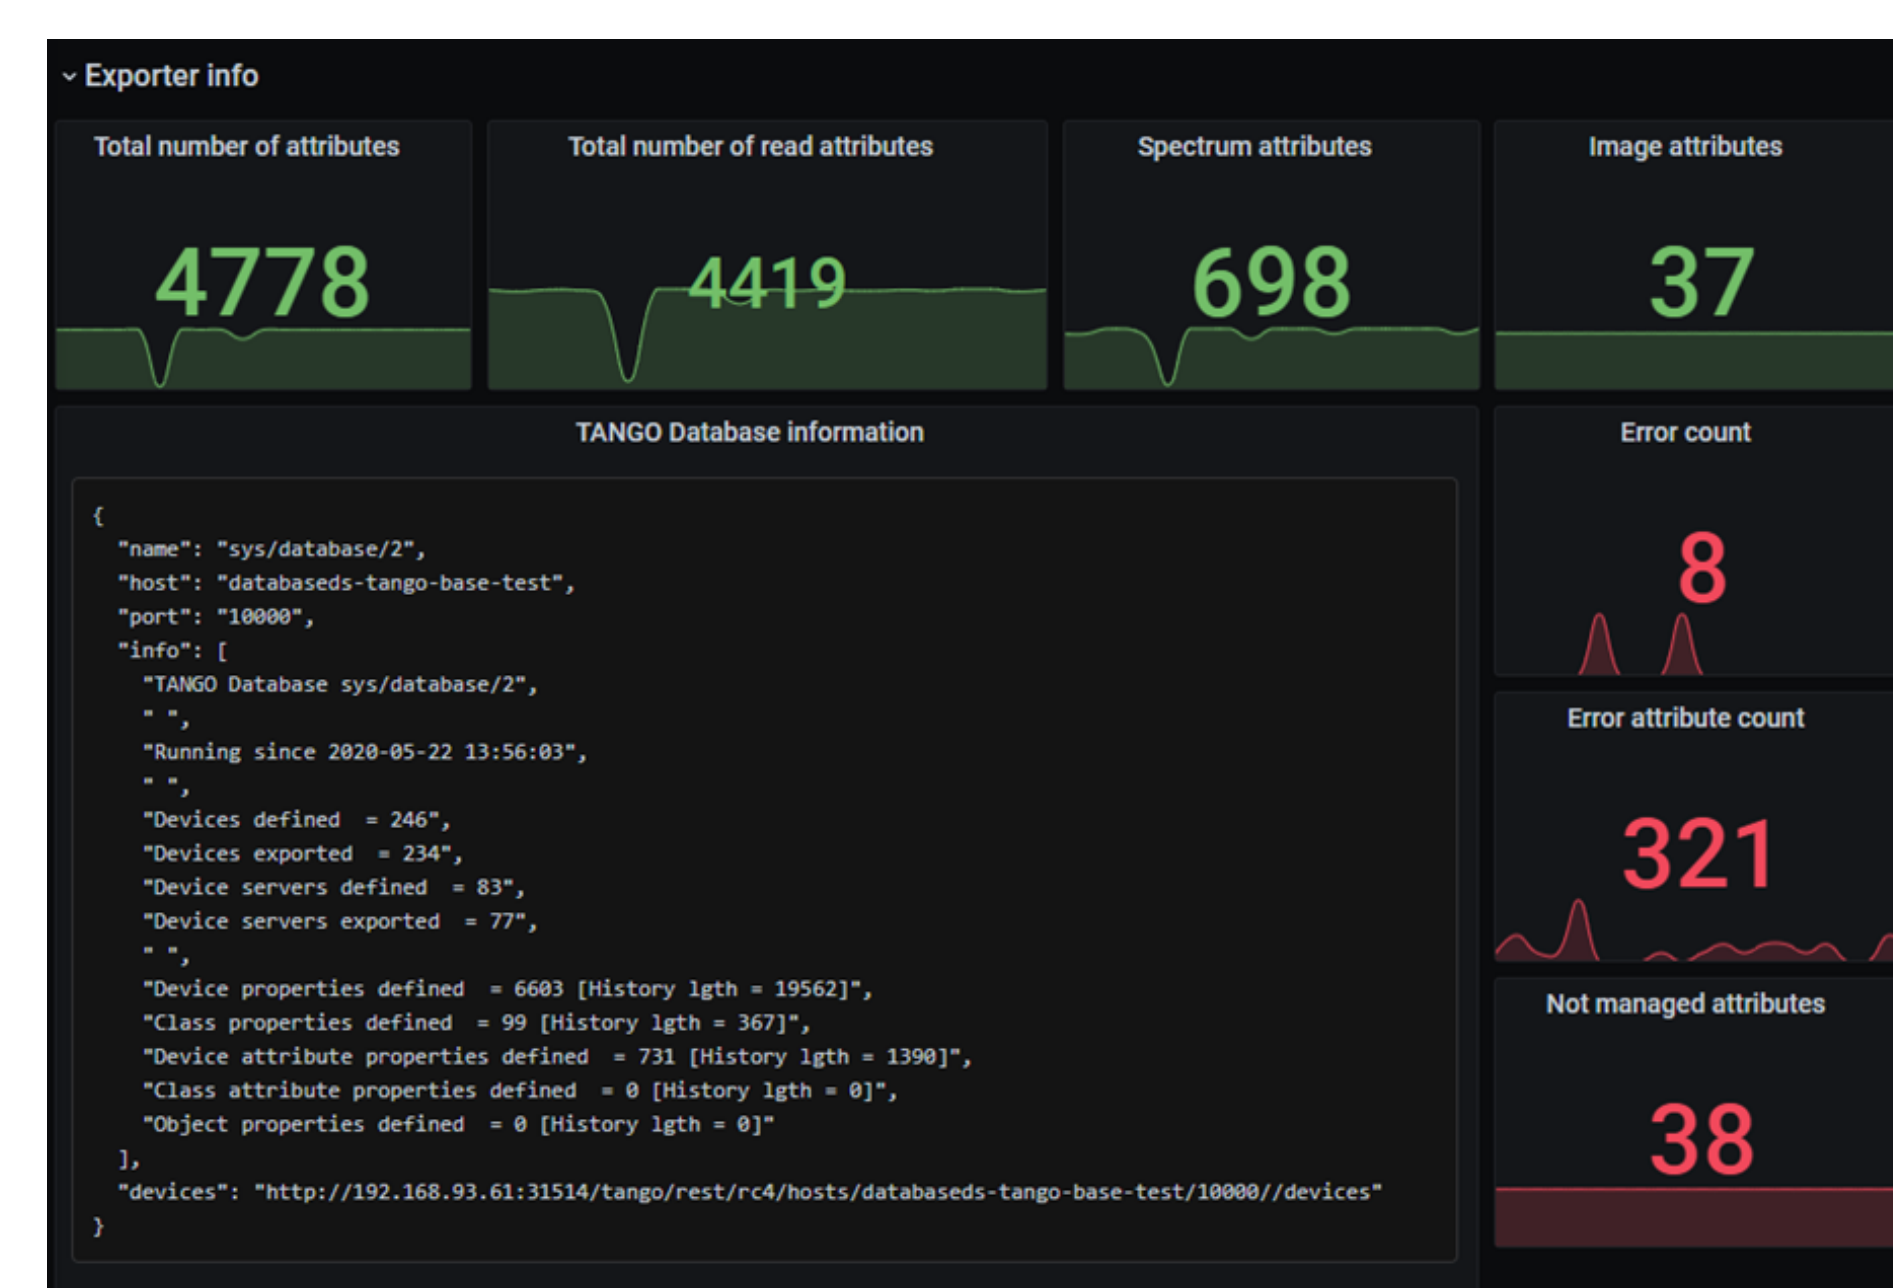 Exporter info
Total number of attributes
4778
Total number of read attributes
4419
Spectrum attributes
698
Image attributes
37
TANGO Database information
{
"name": "sys/database/2",
"host": "databaseds-tango-base-test",
"port": "10000",
"info": [
"TANGO Database sys/database/2",
" ",
"Running since 2020-05-22 13:56:03",
" ",
"Devices defined  = 246",
"Devices exported  = 234",
"Device servers defined  = 83",
"Device servers exported  = 77",
" ",
"Device properties defined  = 6603 [History lgth = 19562]",
"Class properties defined  = 99 [History lgth = 367]",
"Device attribute properties defined  = 731 [History lgth = 1390]",
"Class attribute properties defined  = 0 [History lgth = 0]",
"Object properties defined  = 0 [History lgth = 0]"
],
"devices": "http://192.168.93.61:31514/tango/rest/rc4/hosts/databaseds-tango-base-test/10000//devices"
}
Error count
8
Error attribute count
321
Not managed attributes
38